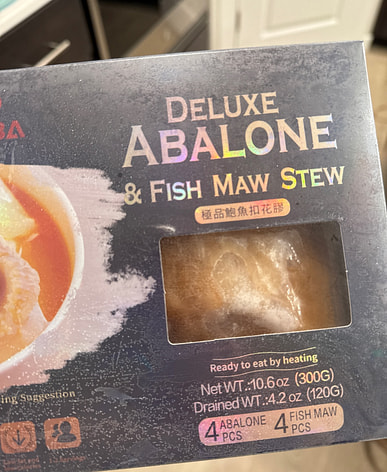 DELUXE
ABALONE
& FISH MAW STEW
極品鮑魚扣花膠
Ready to eat by heating
Net WT.:10.6 oz (300G)
Drained WT.:4.2 oz (120G)
4 ABALONE PCS 4 FISH MAW PCS
Suggestion